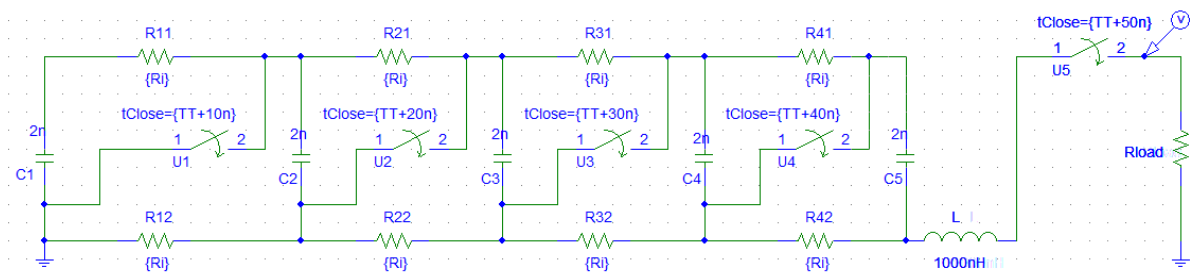 tClose={TT+50n}
V
R11
R21
R31
R41
1
2
U5
{Ri}
{Ri}
{Ri}
{Ri}
tClose={TT+10n}
tClose={TT+20n}
tClose={TT+30n}
tClose={TT+40n}
2n
1
2
2n
1
2
2n
1
2
2n
1
2
2n
U1
U2
U3
U4
Rload
C1
C2
C3
C4
C5
R12
R22
R32
R42
L
{Ri}
{Ri}
{Ri}
{Ri}
1000nH